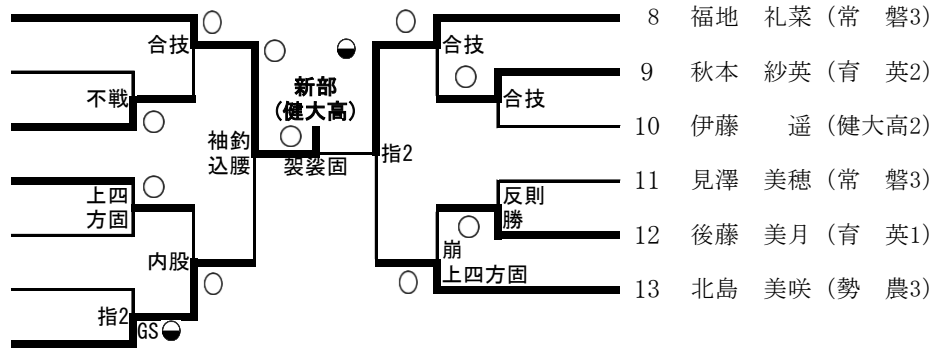 8 福地 礼菜 (常 磐3)
合技
合技
新部
(健大高)
9 秋本 紗英 (育 英2)
不戦
合技
10 伊藤 遥 (健大高2)
袖釣
込腰
袈裟固
指2
11 見澤 美穂 (常 磐3)
上四
方固
反則
勝
12 後藤 美月 (育 英1)
内股
崩
上四方固
13 北島 美咲 (勢 農3)
指2
GS